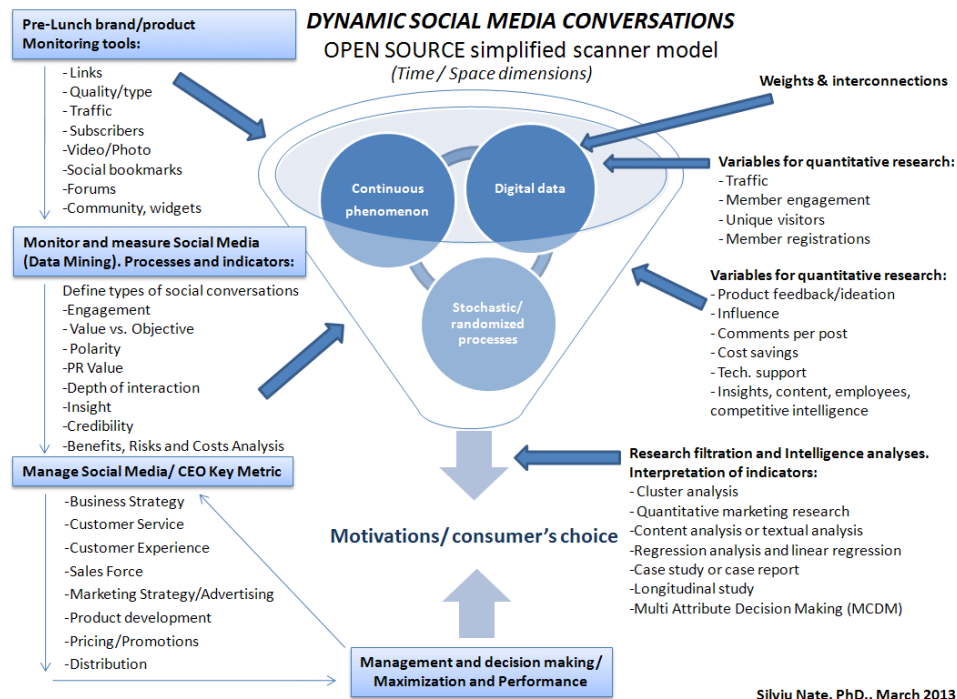 DYNAMIC SOCIAL MEDIA CONVERSATIONS
OPEN SOURCE simplified scanner model
(Time / Space dimensions)
Pre-Lunch brand/product
Monitoring tools:
- Links
- Quality/type
- Traffic
- Subscribers
- Video/Photo
-Social bookmarks
- Forums
-Community, widgets
Monitor and measure Social Media
(Data Mining). Processes and indicators:
Define types of social conversations
-Engagement
- Value vs. Objective
- Polarity
- PR Value
- Depth of interaction
-Insight
- Credibility
-Benefits, Risks and Costs Analysis
Manage Social Media/ CEO Key Metric
-Business Strategy
-Customer Service
-Customer Experience
-Sales Force
-Marketing Strategy/Advertising
-Product development
-Pricing/Promotions
-Distribution
Continuous
phenomenon
Digital data
Stochastic/
randomized
processes
Motivations/ consumer's choice
Management and decision making/
Maximization and Performance
Weights & interconnections
Variables for quantitative research:
- Traffic
- Member engagement
- Unique visitors
- Member registrations
Variables for quantitative research:
- Product feedback/ideation
- Influence
- Comments per post
- Cost savings
- Tech. support
- Insights, content, employees,
competitive intelligence
Research filtration and Intelligence analyses.
Interpretation of indicators:
- Cluster analysis
- Quantitative marketing research
-Content analysis or textual analysis
-Regression analysis and linear regression
-Case study or case report
-Longitudinal study
-Multi Attribute Decision Making (MCDM)
Silviu Nate, PhD., March 2013